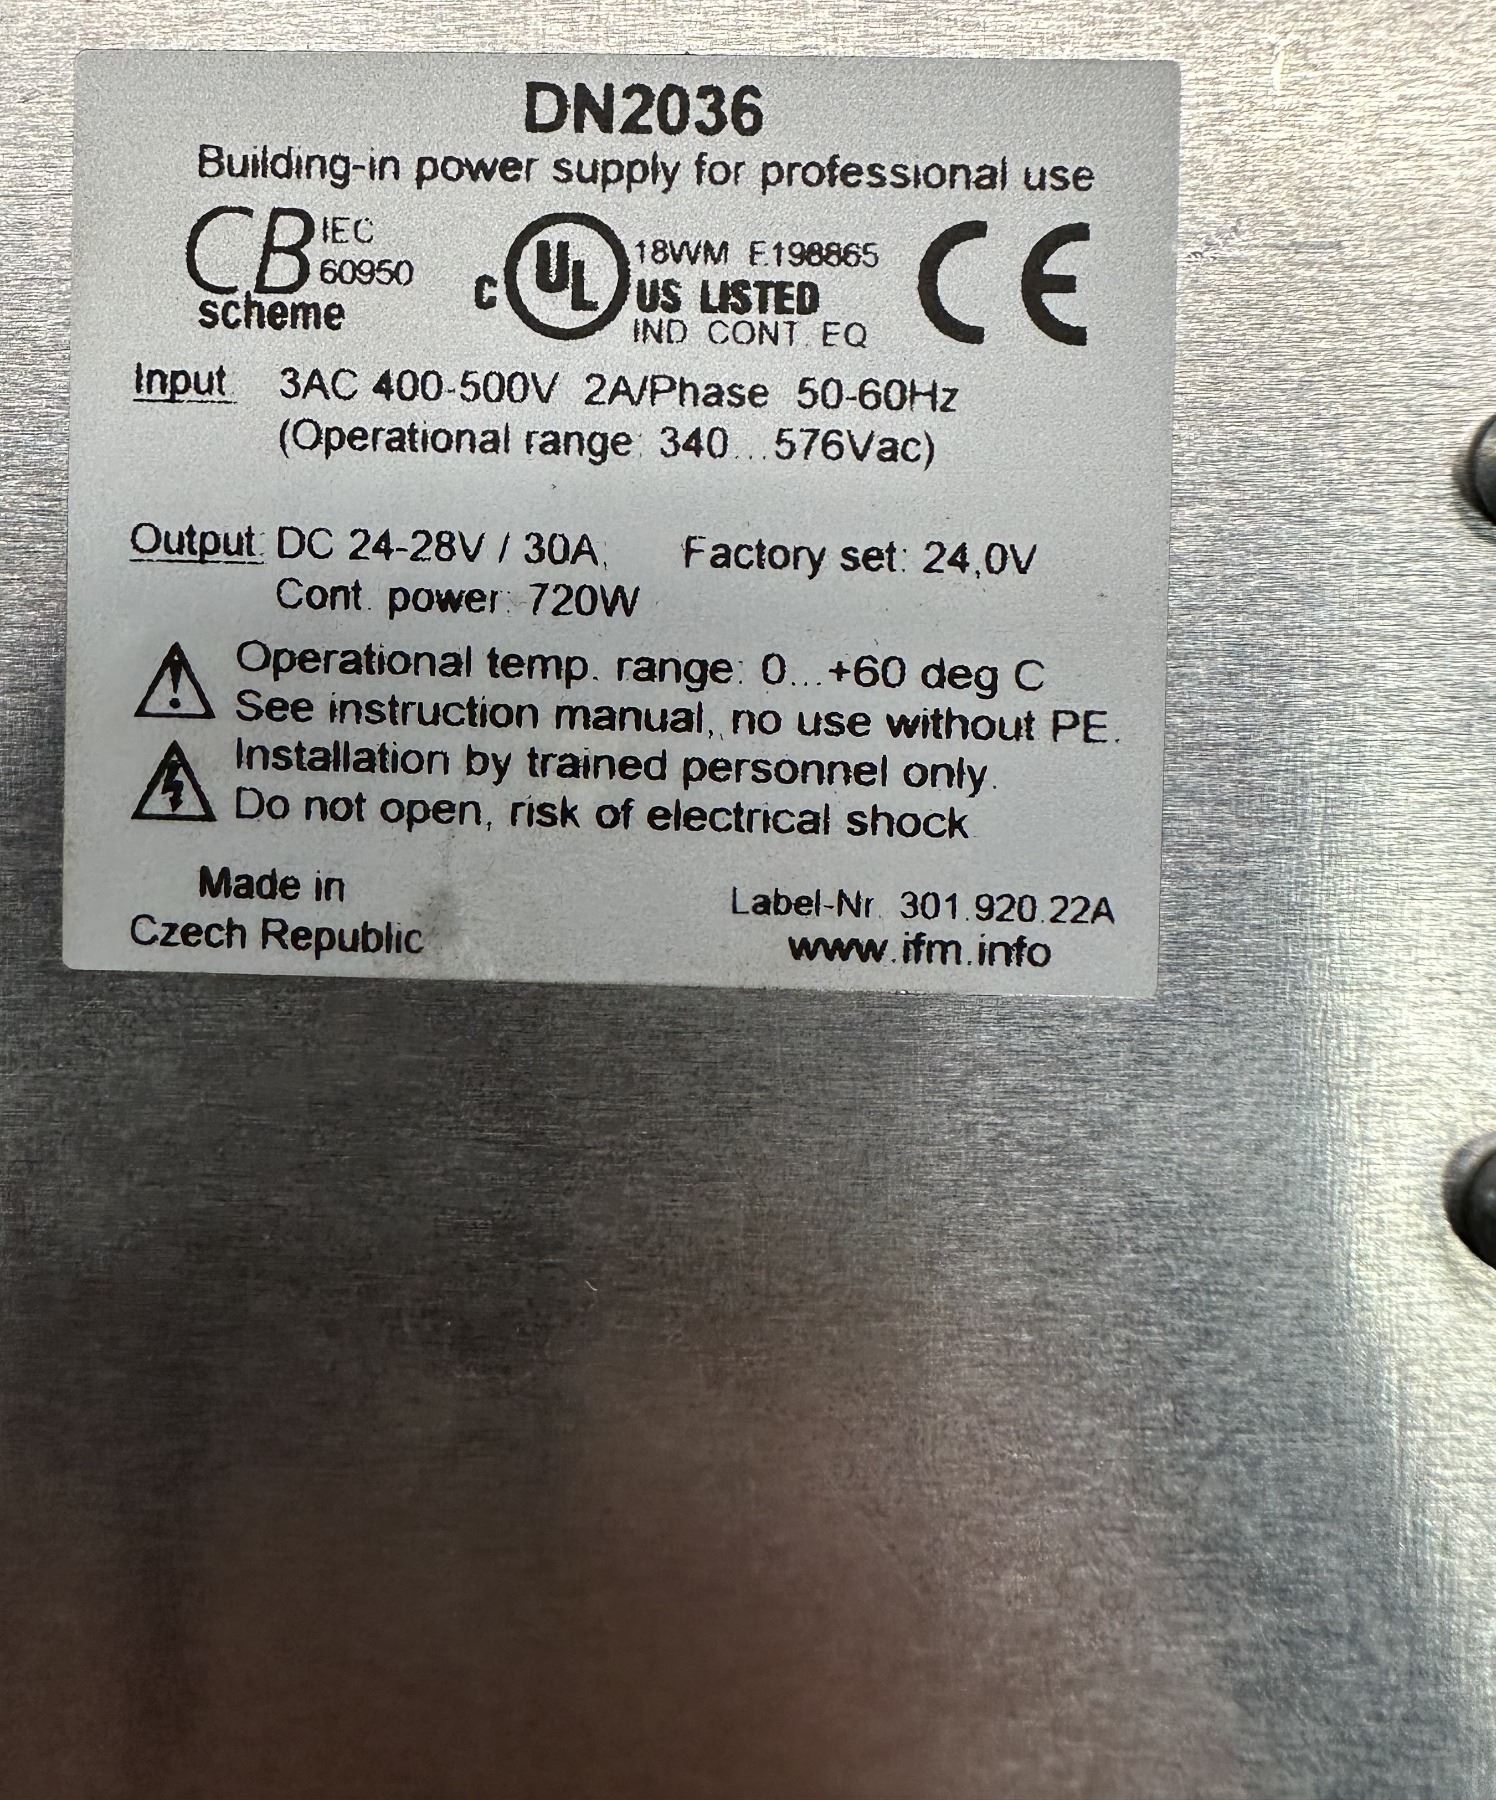 DN2036
Building-in power supply for professional use
CB IEC
60950
scheme
c UL 18WM E198865
US LISTED
IND CONT. EQ
CE
Input: 3AC 400-500V 2A/Phase 50-60Hz
(Operational range: 340...576Vac)
Output: DC 24-28V / 30A, Factory set: 24,0V
Cont. power: 720W
Operational temp. range: 0...+60 deg C
See instruction manual, no use without PE.
Installation by trained personnel only.
Do not open, risk of electrical shock
Made in
Czech Republic
Label-Nr. 301.920.22A
www.ifm.info